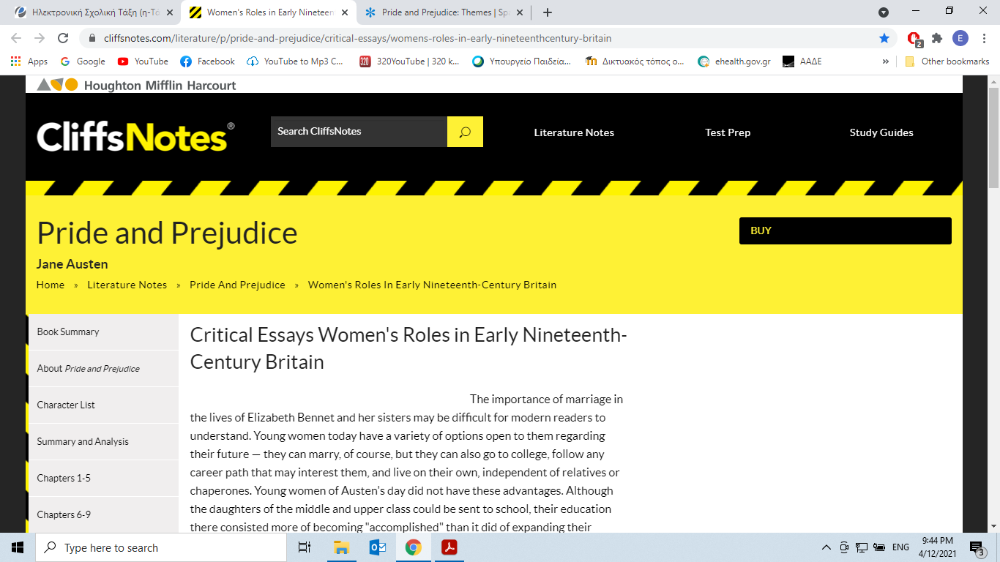 Ηλεκτρονική Σχολική Τάξη (η-Τά
Women's Roles in Early Nineteen
Pride and Prejudice: Themes | Spa
cliffsnotes.com/literature/p/pride-and-prejudice/critical-essays/womens-roles-in-early-nineteenthcentury-britain
2
E
Apps
Google
YouTube
Facebook
YouTube to Mp3 C...
320YouTube | 320 k...
Υπουργείο Παιδεία...
Δικτυακός τόπος ο...
ehealth.gov.gr
ΑΑΔΕ
»
Other bookmarks
Houghton Mifflin Harcourt
CliffsNotes®
Search CliffsNotes
Literature Notes
Test Prep
Study Guides
Pride and Prejudice
BUY
Jane Austen
Home » Literature Notes » Pride And Prejudice » Women's Roles In Early Nineteenth-Century Britain
Book Summary
About Pride and Prejudice
Character List
Summary and Analysis
Chapters 1-5
Chapters 6-9
Critical Essays Women's Roles in Early Nineteenth-
Century Britain
The importance of marriage in
the lives of Elizabeth Bennet and her sisters may be difficult for modern readers to
understand. Young women today have a variety of options open to them regarding
their future — they can marry, of course, but they can also go to college, follow any
career path that may interest them, and live on their own, independent of relatives or
chaperones. Young women of Austen's day did not have these advantages. Although
the daughters of the middle and upper class could be sent to school, their education
there consisted more of becoming "accomplished" than it did of expanding their
Type here to search
ENG
9:44 PM
4/12/2021
3